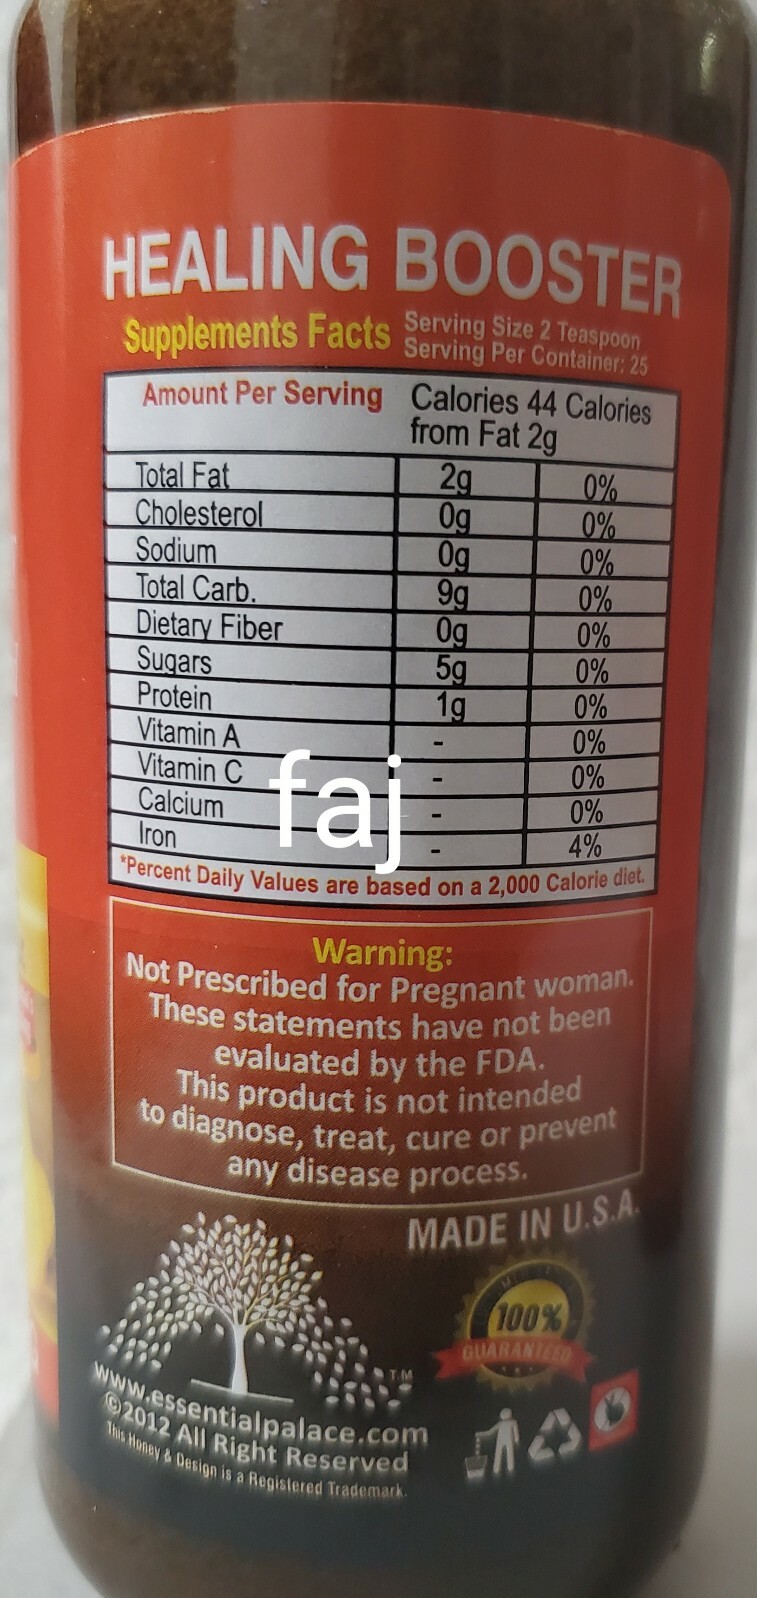 HEALING BOOSTER
Supplements Facts
Serving Size 2 Teaspoon
Serving Per Container: 25
Amount Per Serving Calories 44 Calories
from Fat 2g
Total Fat 2g 0%
Cholesterol 0g 0%
Sodium 0g 0%
Total Carb. 9g 0%
Dietary Fiber 0g 0%
Sugars 5g 0%
Protein 1g 0%
Vitamin A - 0%
Vitamin C - 0%
Calcium - 0%
Iron - 4%
faj
*Percent Daily Values are based on a 2,000 Calorie diet.
Warning:
Not Prescribed for Pregnant woman.
These statements have not been
evaluated by the FDA.
This product is not intended
to diagnose, treat, cure or prevent
any disease process.
MADE IN U.S.A.
100%
GUARANTEED
T.M
www.essentialpalace.com
©2012 All Right Reserved
This Honey & Design is a Registered Trademark.